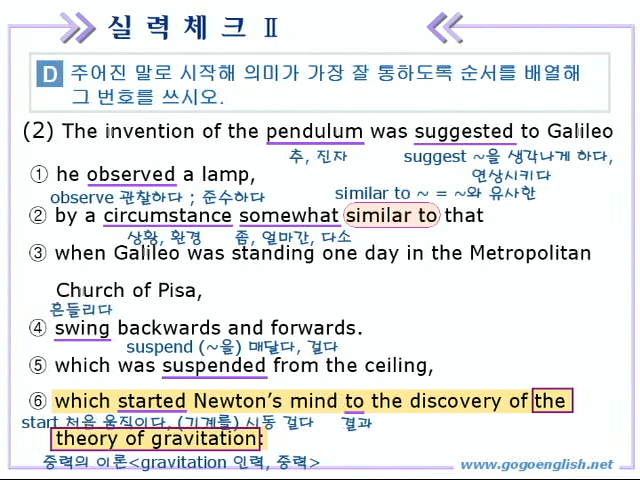 실 력 체 크 Ⅱ
D 주어진 말로 시작해 의미가 가장 잘 통하도록 순서를 배열해
그 번호를 쓰시오.
(2) The invention of the pendulum was suggested to Galileo
추, 진자
suggest ~을 생각나게 하다,
연상시키다
① he observed a lamp,
observe 관찰하다 ; 준수하다
similar to ~ = ~와 유사한
② by a circumstance somewhat similar to that
상황, 환경
좀, 얼마간, 다소
③ when Galileo was standing one day in the Metropolitan
Church of Pisa,
흔들리다
④ swing backwards and forwards.
suspend (~을) 매달다, 걸다
⑤ which was suspended from the ceiling,
⑥ which started Newton's mind to the discovery of the
start 처음 움직이다, (기계를) 시동 걸다
결과
theory of gravitation:
중력의 이론<gravitation 인력, 중력>
www.gogoenglish.net